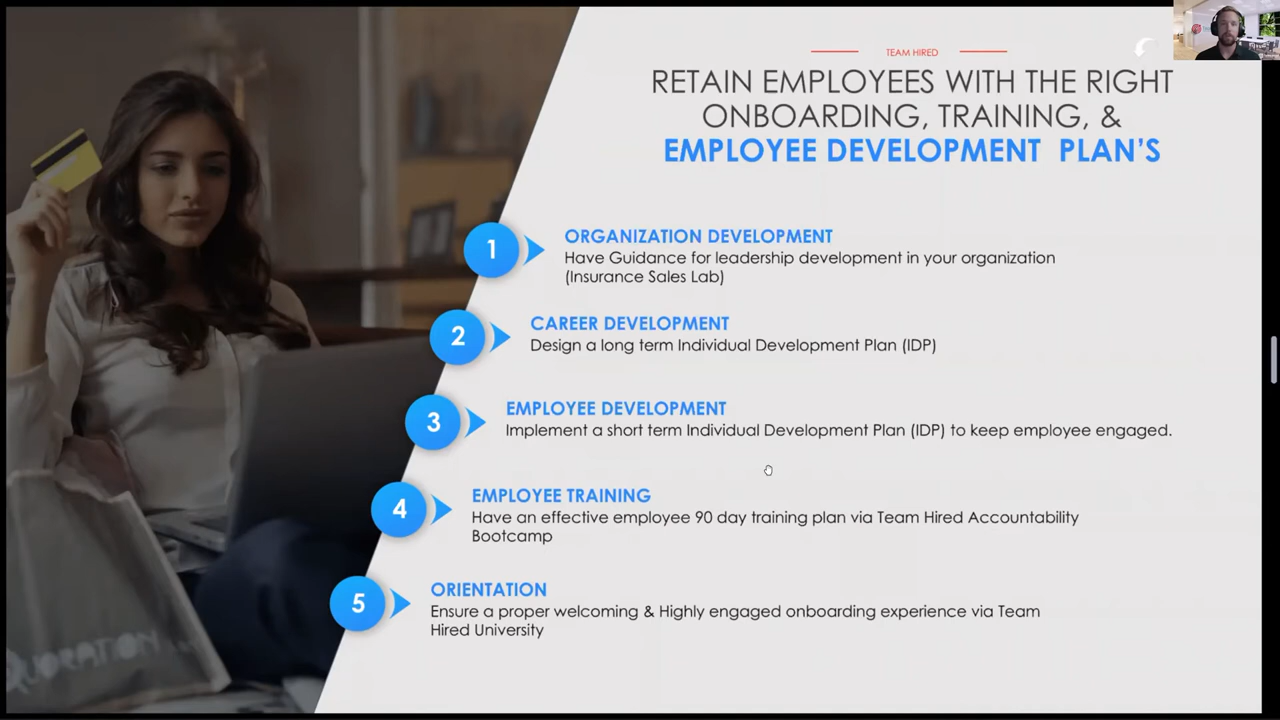 TEAM HIRED
RETAIN EMPLOYEES WITH THE RIGHT
ONBOARDING, TRAINING, &
EMPLOYEE DEVELOPMENT PLAN'S
1
ORGANIZATION DEVELOPMENT
Have Guidance for leadership development in your organization
(Insurance Sales Lab)
2
CAREER DEVELOPMENT
Design a long term Individual Development Plan (IDP)
3
EMPLOYEE DEVELOPMENT
Implement a short term Individual Development Plan (IDP) to keep employee engaged.
4
EMPLOYEE TRAINING
Have an effective employee 90 day training plan via Team Hired Accountability
Bootcamp
5
ORIENTATION
Ensure a proper welcoming & Highly engaged onboarding experience via Team
Hired University